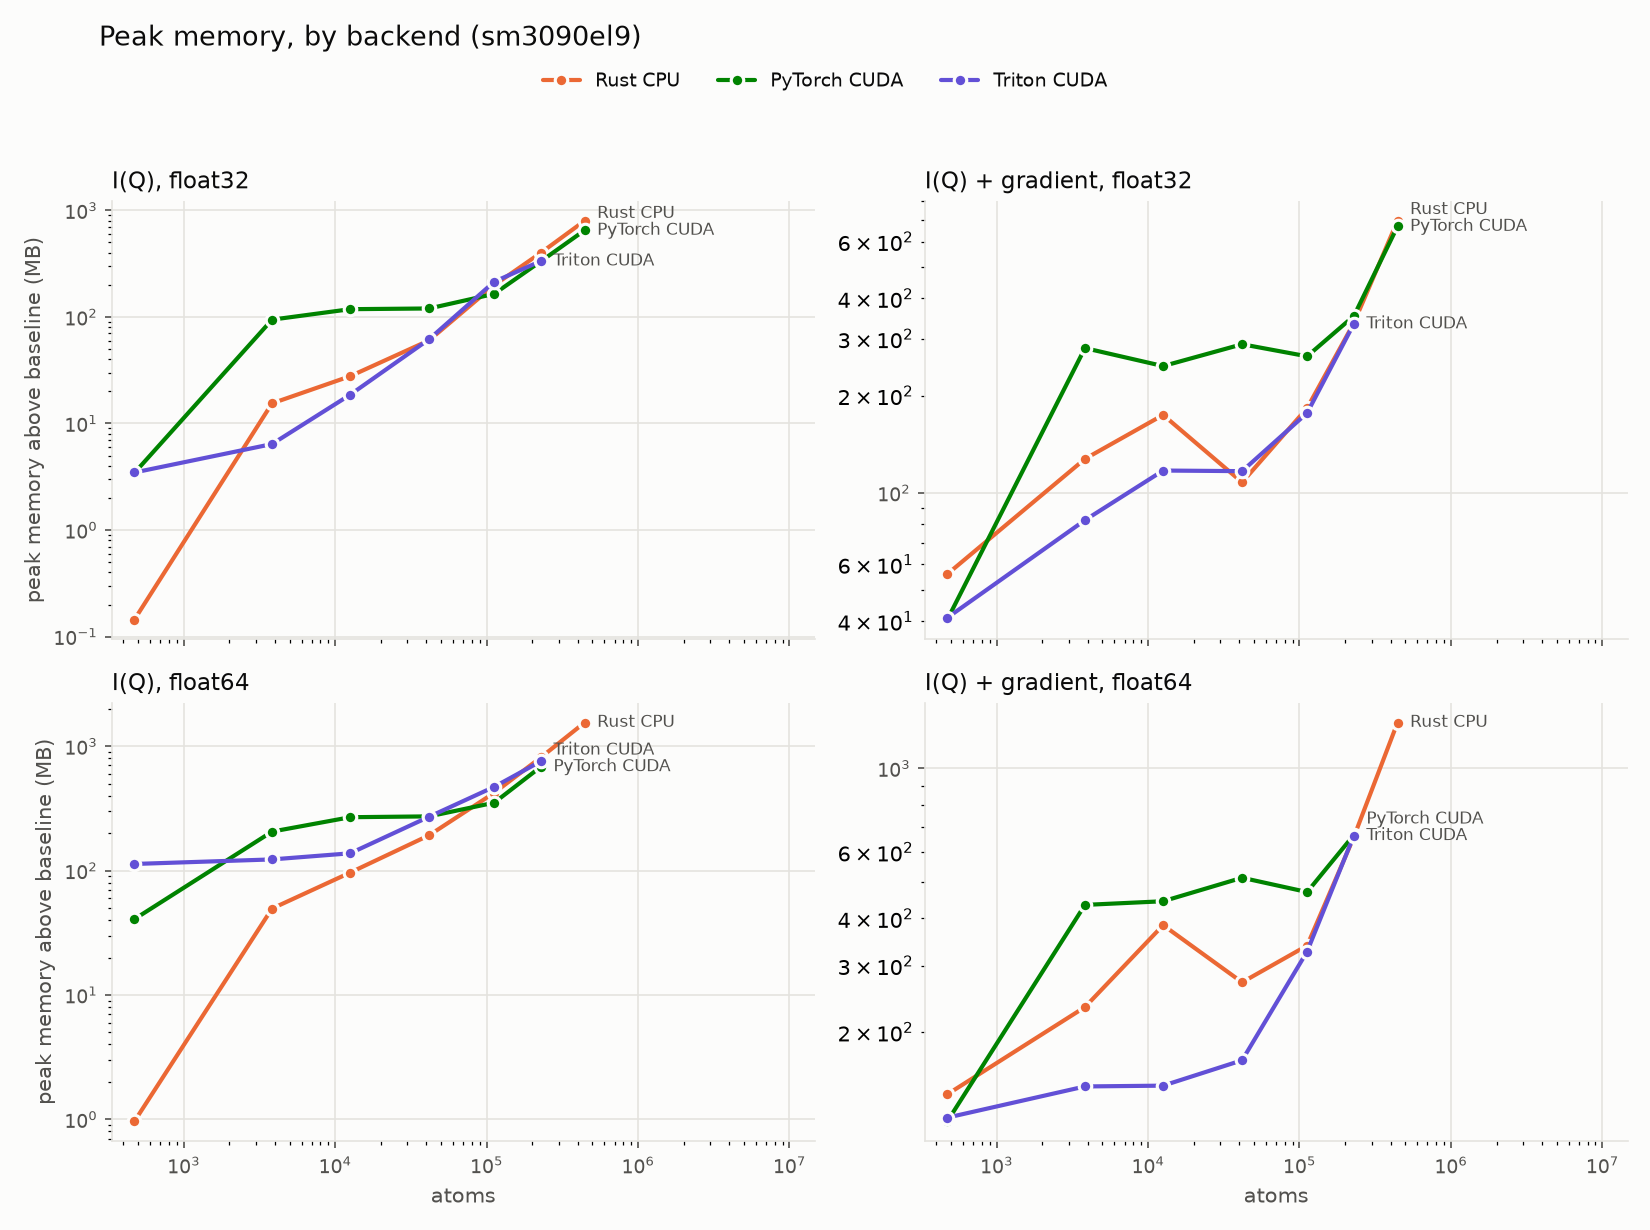 Peak memory, by backend (sm3090el9)
Rust CPU
PyTorch CUDA
Triton CUDA
I(Q), float32
peak memory above baseline (MB)
10³
10²
10¹
10⁰
10⁻¹
Rust CPU
PyTorch CUDA
Triton CUDA
I(Q) + gradient, float32
6 × 10²
4 × 10²
3 × 10²
2 × 10²
10²
6 × 10¹
4 × 10¹
Rust CPU
PyTorch CUDA
Triton CUDA
I(Q), float64
peak memory above baseline (MB)
10³
10²
10¹
10⁰
Rust CPU
Triton CUDA
PyTorch CUDA
10³ 10⁴ 10⁵ 10⁶ 10⁷
atoms
I(Q) + gradient, float64
10³
6 × 10²
4 × 10²
3 × 10²
2 × 10²
Rust CPU
PyTorch CUDA
Triton CUDA
10³ 10⁴ 10⁵ 10⁶ 10⁷
atoms